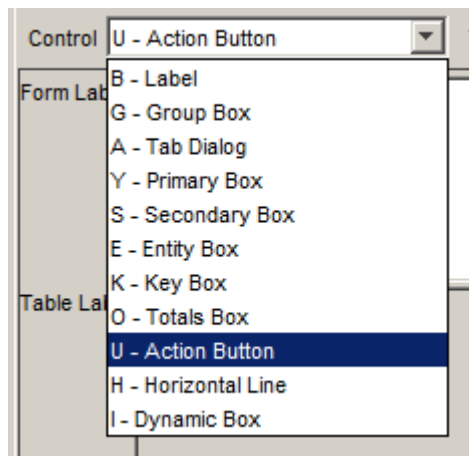 Control U - Action Button
Form Lab
B - Label
G - Group Box
A - Tab Dialog
Y - Primary Box
S - Secondary Box
E - Entity Box
K - Key Box
Table Lal
O - Totals Box
U - Action Button
H - Horizontal Line
I - Dynamic Box